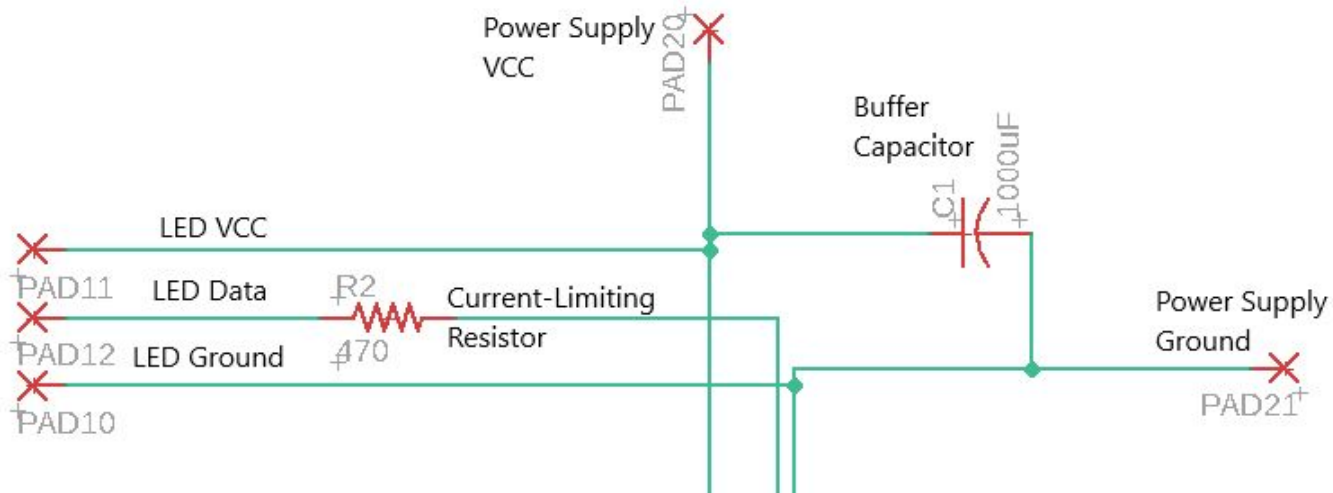 Power Supply
VCC
PAD20
Buffer
Capacitor
C1
1000uF
LED VCC
PAD11
LED Data
R2
Current-Limiting
Resistor
470
PAD12
LED Ground
PAD10
Power Supply
Ground
PAD21